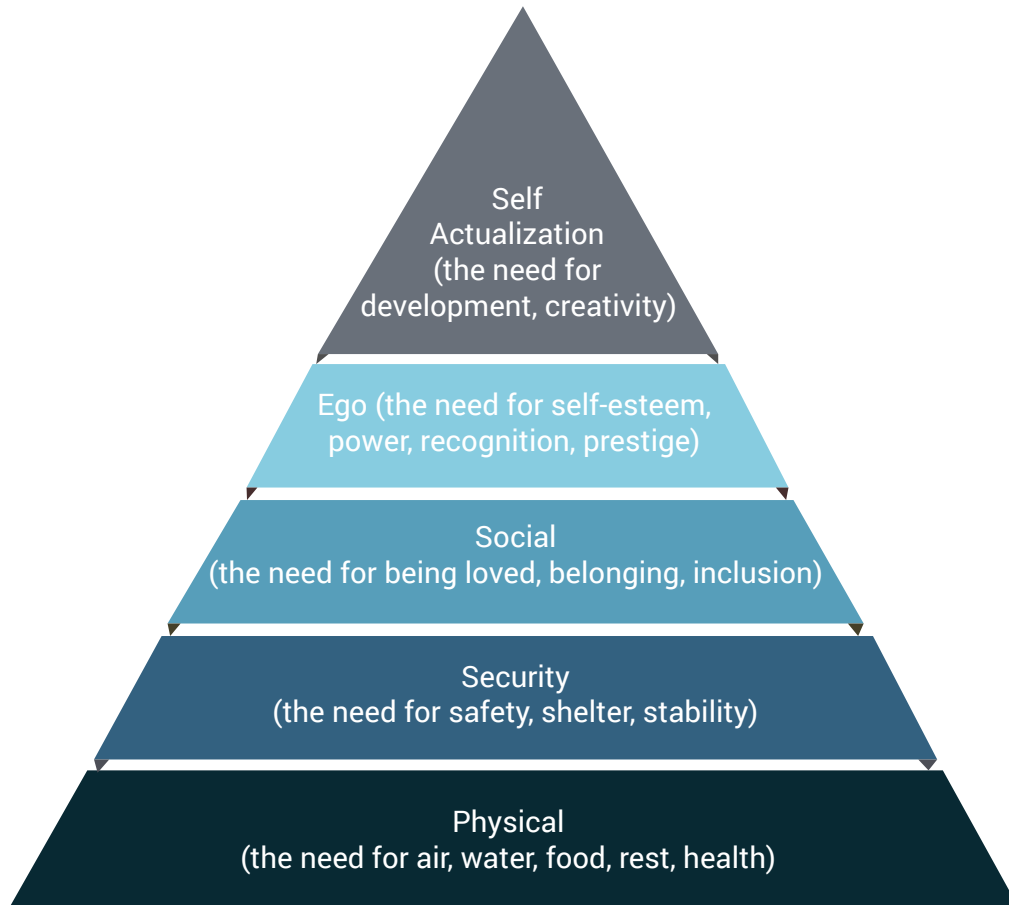 Self
Actualization
(the need for
development, creativity)
Ego (the need for self-esteem,
power, recognition, prestige)
Social
(the need for being loved, belonging, inclusion)
Security
(the need for safety, shelter, stability)
Physical
(the need for air, water, food, rest, health)